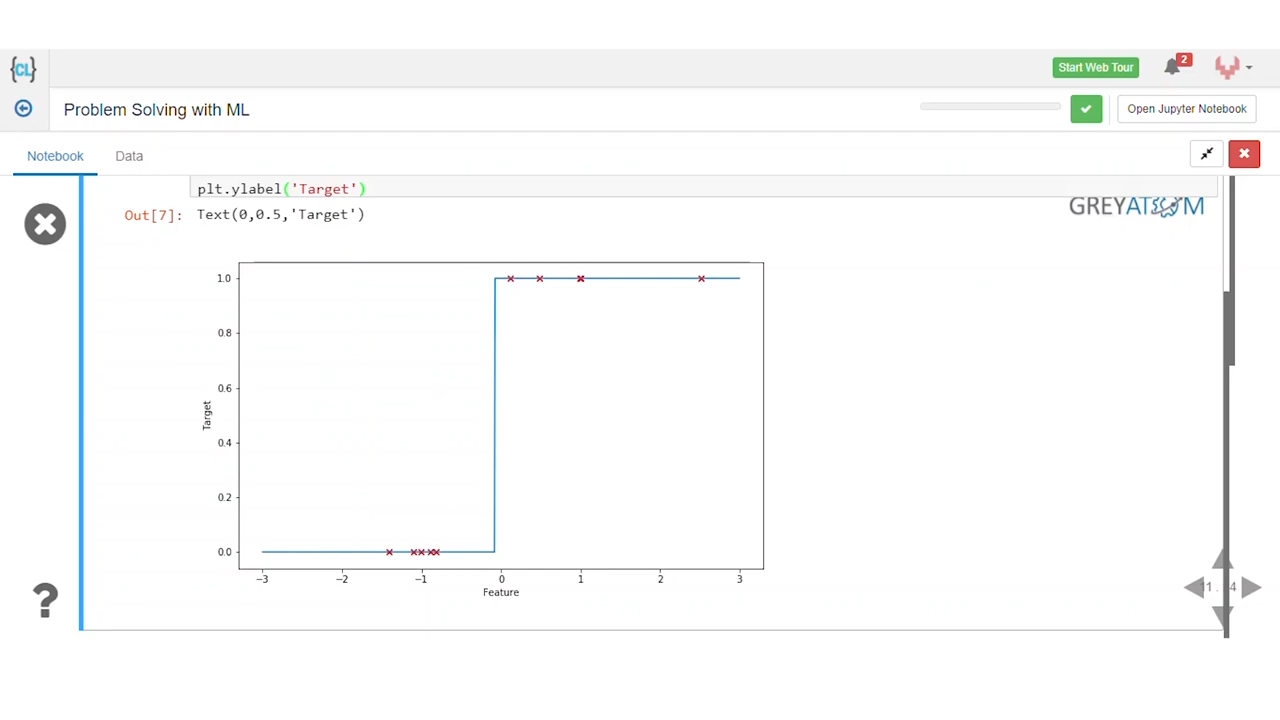 {CL}
Start Web Tour
2
Problem Solving with ML
Open Jupyter Notebook
Notebook
Data
plt.ylabel('Target')
GREYATOM
Out[7]: Text(0,0.5,'Target')
1.0
0.8
0.6
0.4
0.2
0.0
Target
−3 −2 −1 0 1 2 3
Feature
?